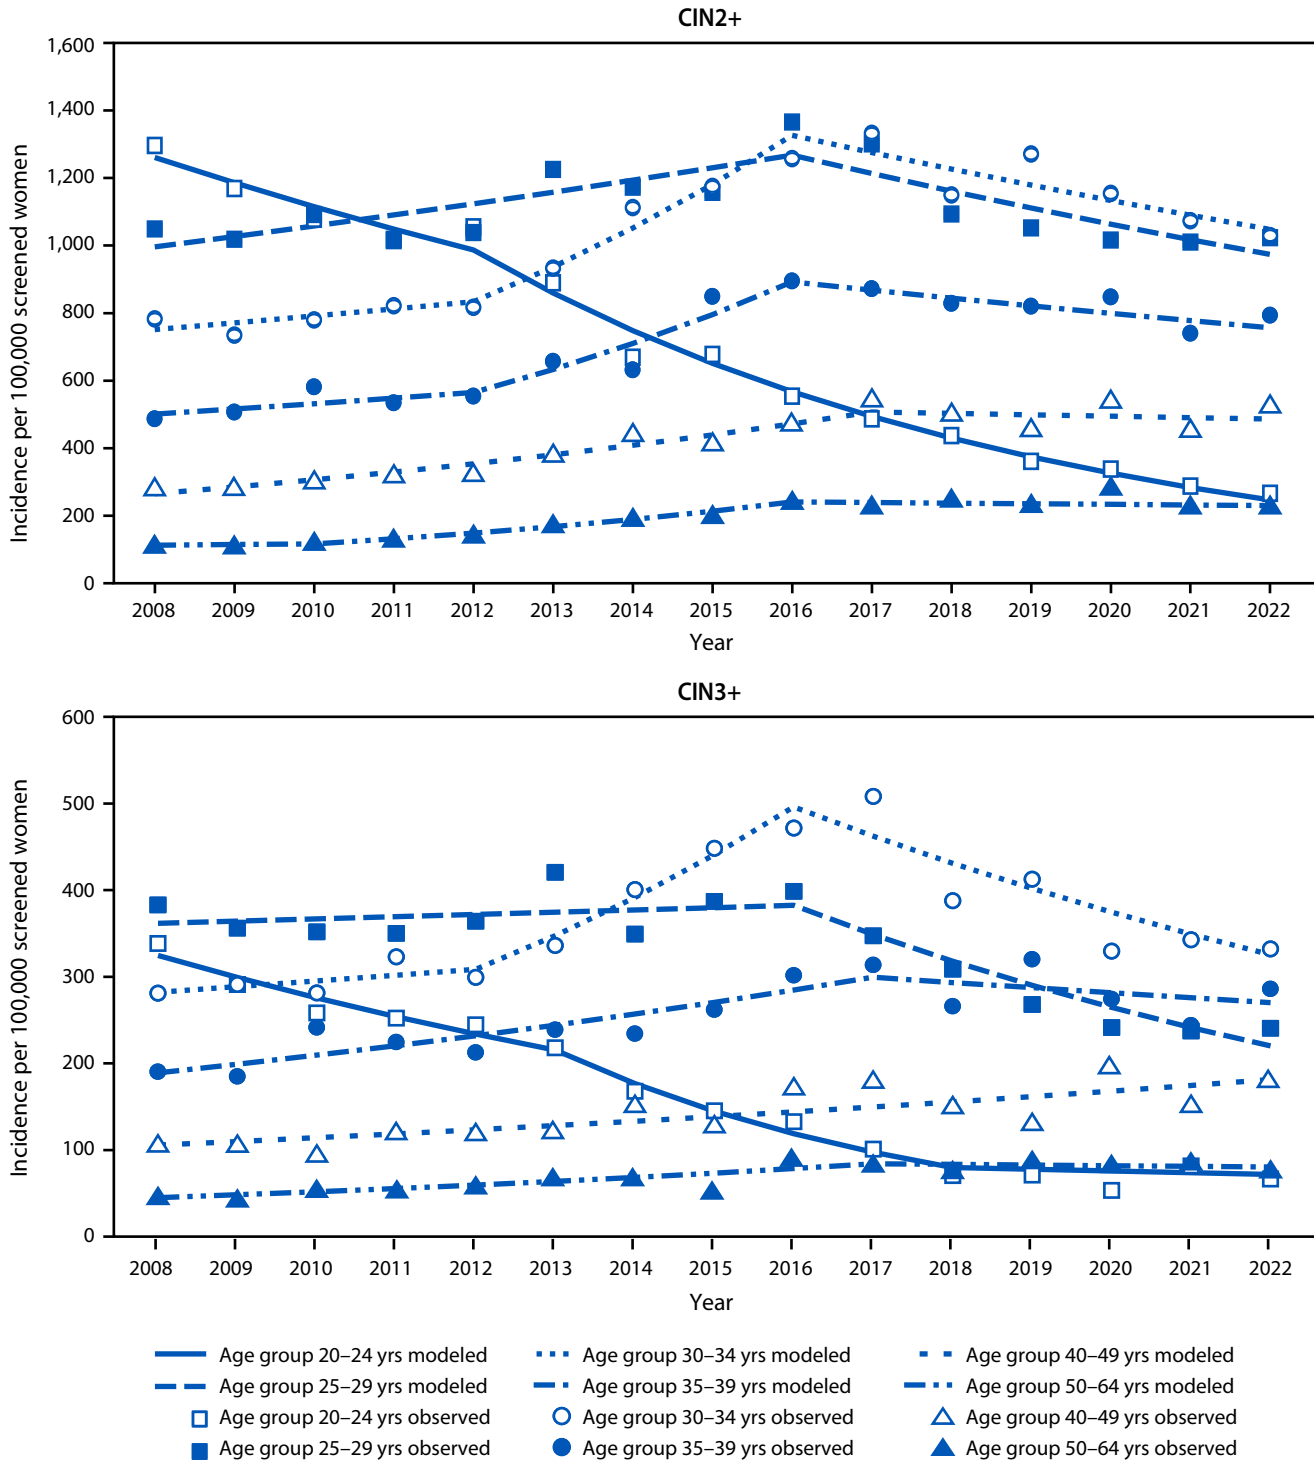 CIN2+
Incidence per 100,000 screened women
1,600
1,400
1,200
1,000
800
600
400
200
0
2008 2009 2010 2011 2012 2013 2014 2015 2016 2017 2018 2019 2020 2021 2022
Year
CIN3+
Incidence per 100,000 screened women
600
500
400
300
200
100
0
2008 2009 2010 2011 2012 2013 2014 2015 2016 2017 2018 2019 2020 2021 2022
Year
Age group 20–24 yrs modeled
Age group 25–29 yrs modeled
Age group 20–24 yrs observed
Age group 25–29 yrs observed
Age group 30–34 yrs modeled
Age group 35–39 yrs modeled
Age group 30–34 yrs observed
Age group 35–39 yrs observed
Age group 40–49 yrs modeled
Age group 50–64 yrs modeled
Age group 40–49 yrs observed
Age group 50–64 yrs observed